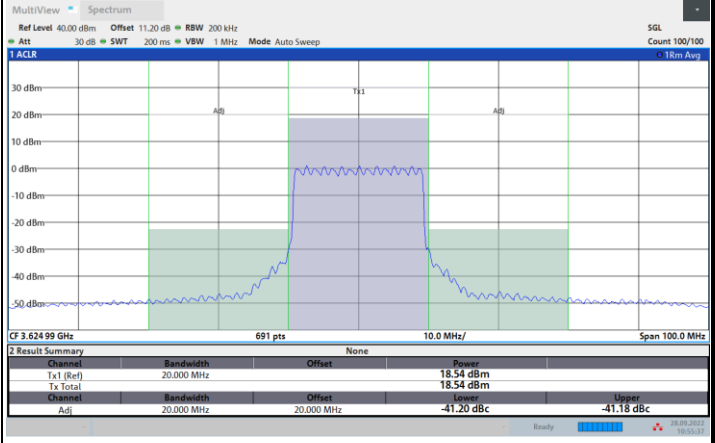 MultiView Spectrum
Ref Level 40.00 dBm Offset 11.20 dB RBW 200 kHz SGL
Att 30 dB SWT 200 ms VBW 1 MHz Mode Auto Sweep Count 100/100
1 ACLR 1Rm Avg
30 dBm
Tx1
20 dBm
Adj Adj
10 dBm
0 dBm
-10 dBm
-20 dBm
-30 dBm
-40 dBm
-50 dBm
CF 3.624 99 GHz 691 pts 10.0 MHz/ Span 100.0 MHz
2 Result Summary None
Channel Bandwidth Offset Power
Tx1 (Ref) 20.000 MHz 18.54 dBm
Tx Total 18.54 dBm
Channel Bandwidth Offset Lower Upper
Adj 20.000 MHz 20.000 MHz -41.20 dBc -41.18 dBc
Ready 28.09.2022
10:55:37